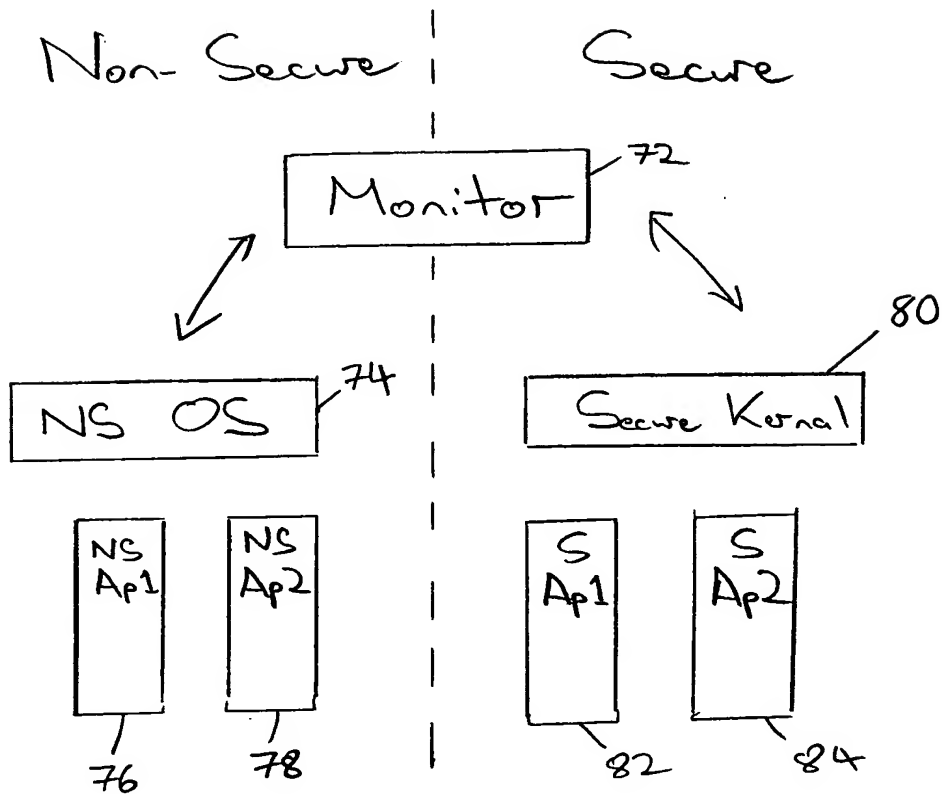 Non-Secure
Secure
Monitor
72
NS OS
74
Secure Kernal
80
NS
Ap1
NS
Ap2
S
Ap1
S
Ap2
76
78
82
84